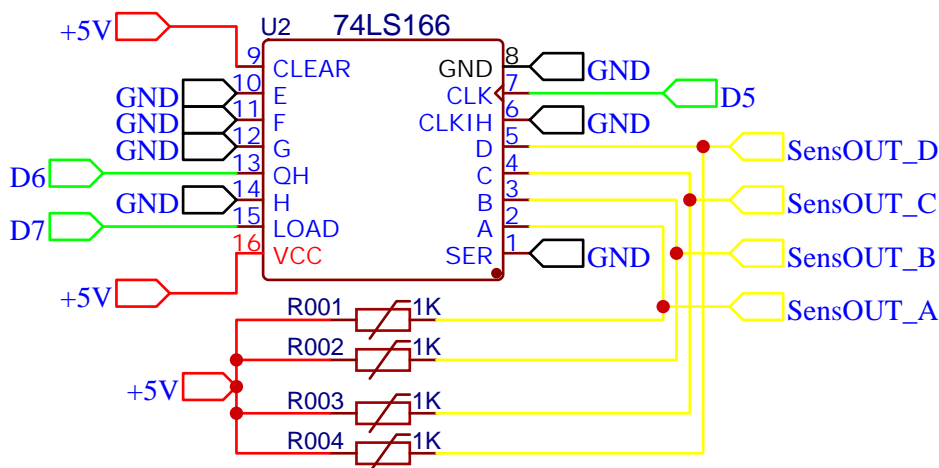 U2 74LS166
+5V
9 CLEAR
GND 10 E
GND 11 F
GND 12 G
D6 13 QH
GND 14 H
D7 15 LOAD
16 VCC
+5V
GND 8 GND
CLK 7 D5
CLKIH 6 GND
D 5 SensOUT_D
C 4 SensOUT_C
B 3 SensOUT_B
A 2 SensOUT_A
SER 1 GND
R001 1K
R002 1K
+5V
R003 1K
R004 1K